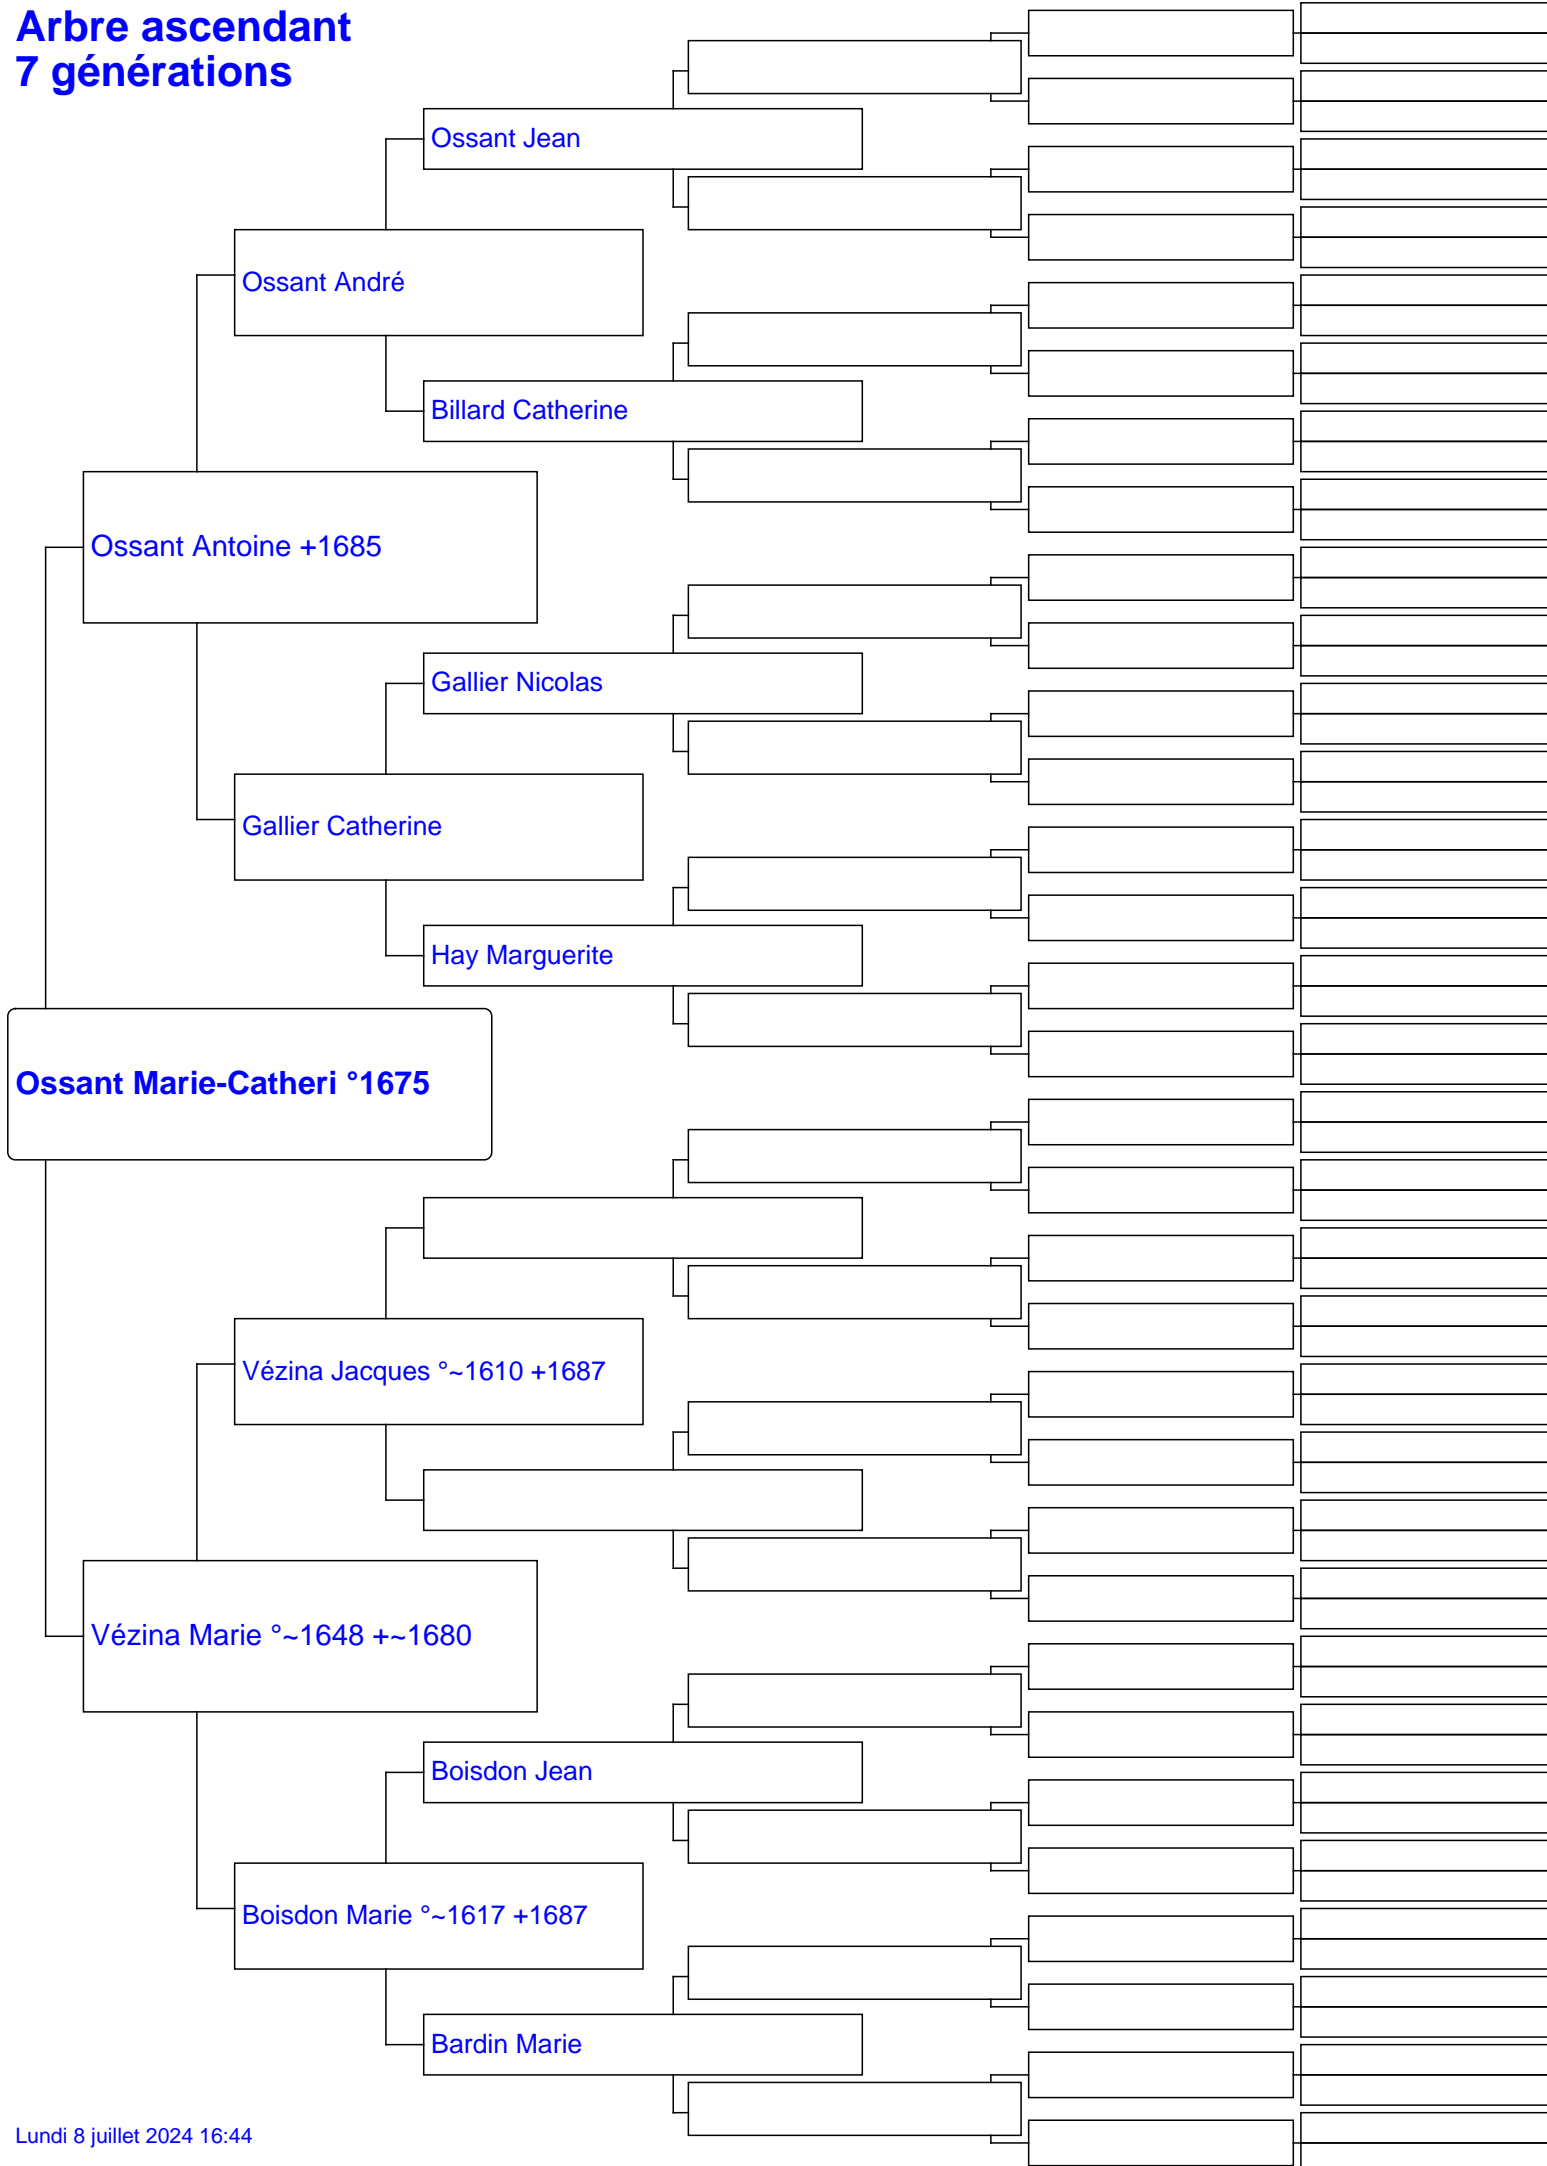 Arbre ascendant
7 générations
Ossant Jean
Ossant André
Billard Catherine
Ossant Antoine +1685
Gallier Nicolas
Gallier Catherine
Hay Marguerite
Ossant Marie-Catheri °1675
Vézina Jacques °~1610 +1687
Vézina Marie °~1648 +~1680
Boisdon Jean
Boisdon Marie °~1617 +1687
Bardin Marie
Lundi 8 juillet 2024 16:44